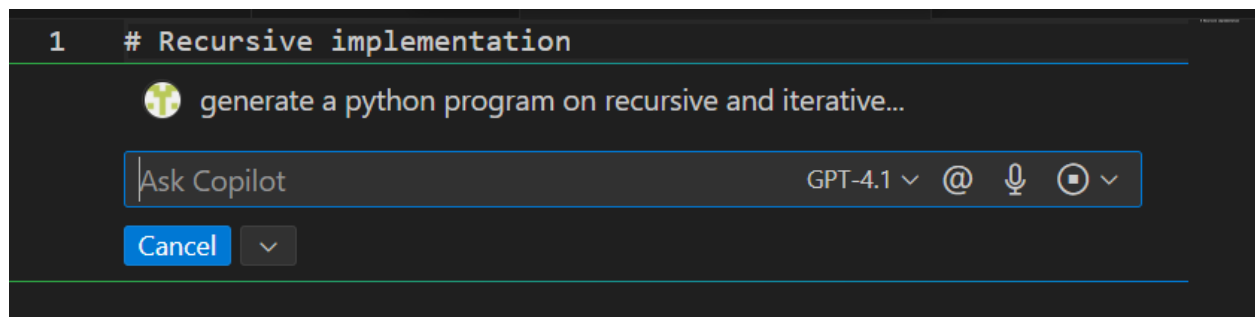 1 # Recursive implementation
generate a python program on recursive and iterative...
Ask Copilot GPT-4.1 @
Cancel